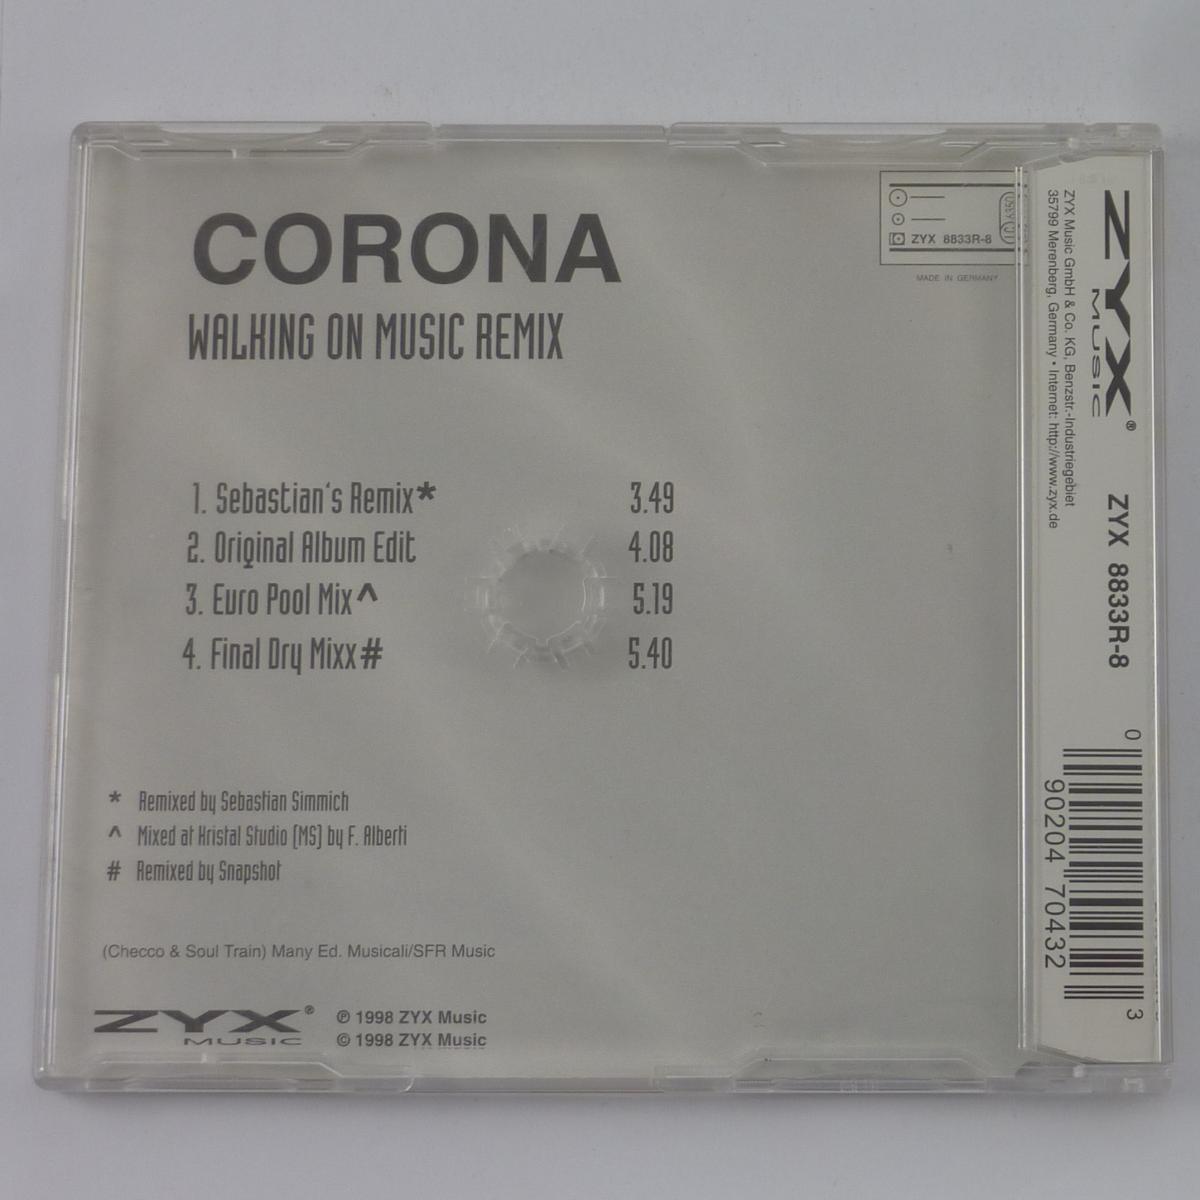 CORONA
WALKING ON MUSIC REMIX
1. Sebastian's Remix* 3.49
2. Original Album Edit 4.08
3. Euro Pool Mix^ 5.19
4. Final Dry Mixx# 5.40
* Remixed by Sebastian Simmich
^ Mixed at Kristal Studio (MS) by F. Alberti
# Remixed by Snapshot
(Checco & Soul Train) Many Ed. Musicali/SFR Music
ZYX®
MUSIC
℗ 1998 ZYX Music
© 1998 ZYX Music
ZYX 8833R-8
MADE IN GERMANY
ZYX®
MUSIC
ZYX Music GmbH & Co. KG, Benzstr.-Industriegebiet
35799 Merenberg, Germany • Internet: http://www.zyx.de
ZYX 8833R-8
0 90204 70432 3